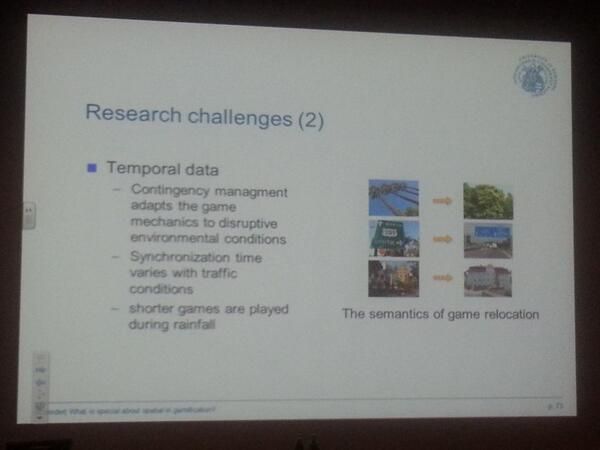 Research challenges (2)
Temporal data
– Contingency managment
adapts the game
mechanics to disruptive
environmental conditions
– Synchronization time
varies with traffic
conditions
– shorter games are played
during rainfall
The semantics of game relocation
What is special about spatial in gamification?
p. 73